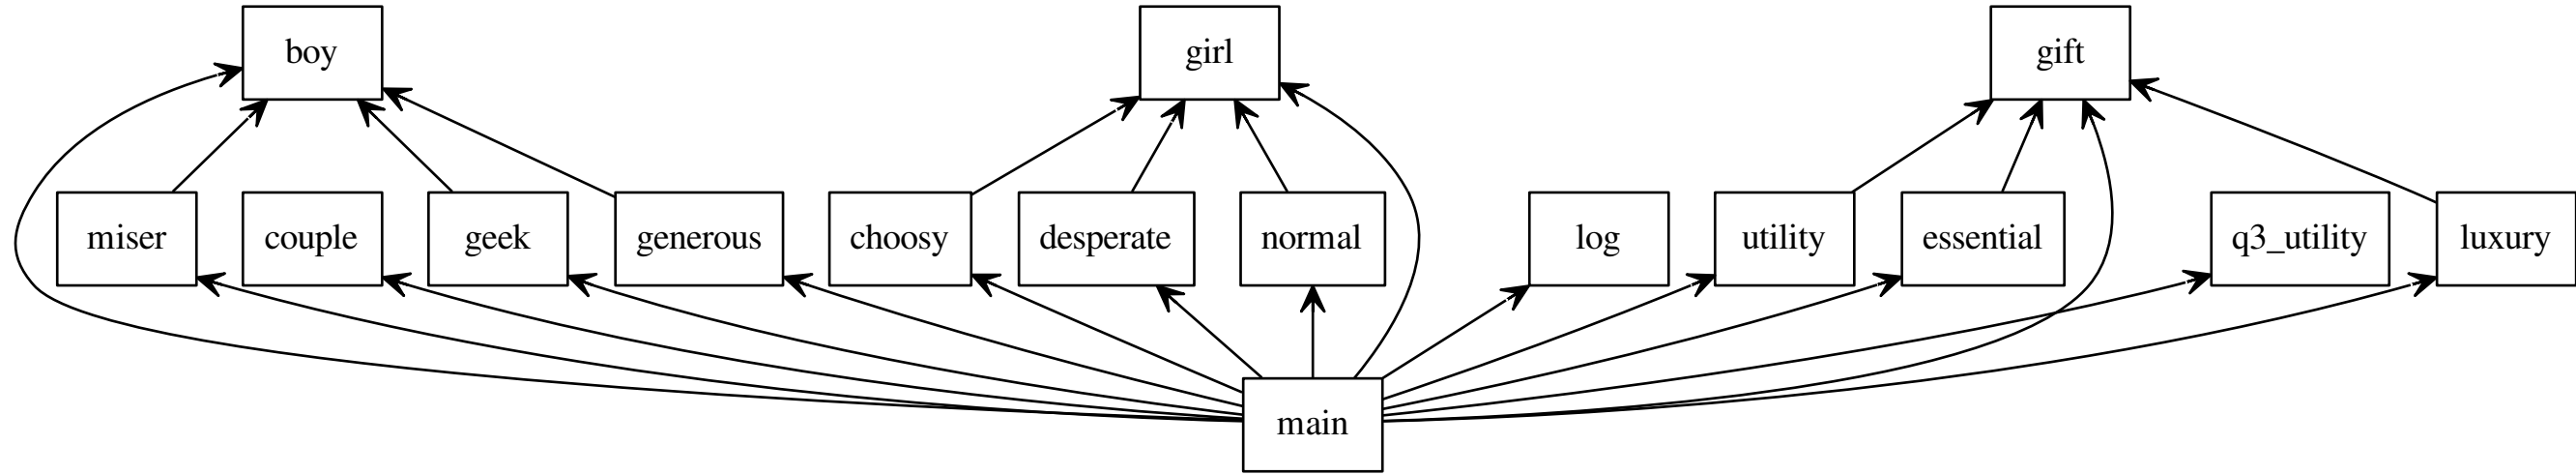 boy
girl
gift
miser
couple
geek
generous
choosy
desperate
normal
log
utility
essential
q3_utility
luxury
main